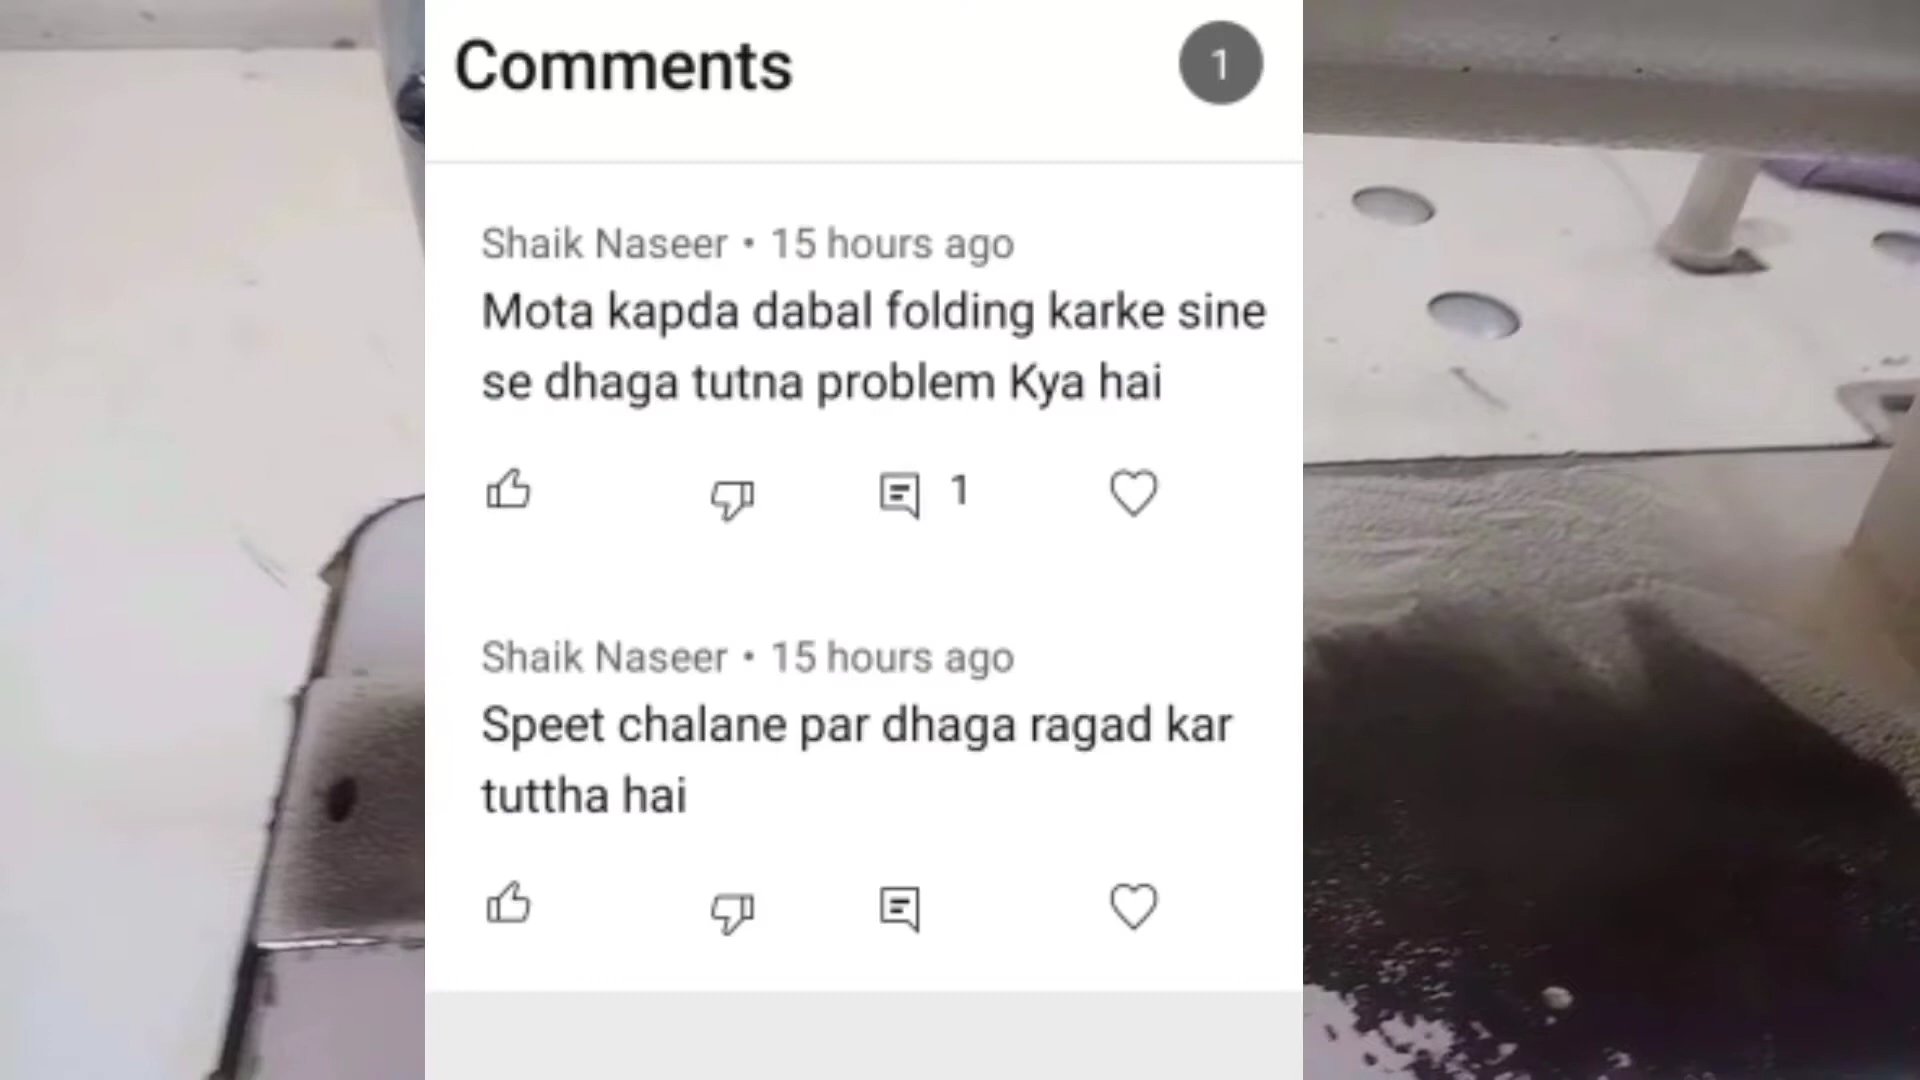 Comments
1
Shaik Naseer • 15 hours ago
Mota kapda dabal folding karke sine
se dhaga tutna problem Kya hai
1
Shaik Naseer • 15 hours ago
Speet chalane par dhaga ragad kar
tuttha hai